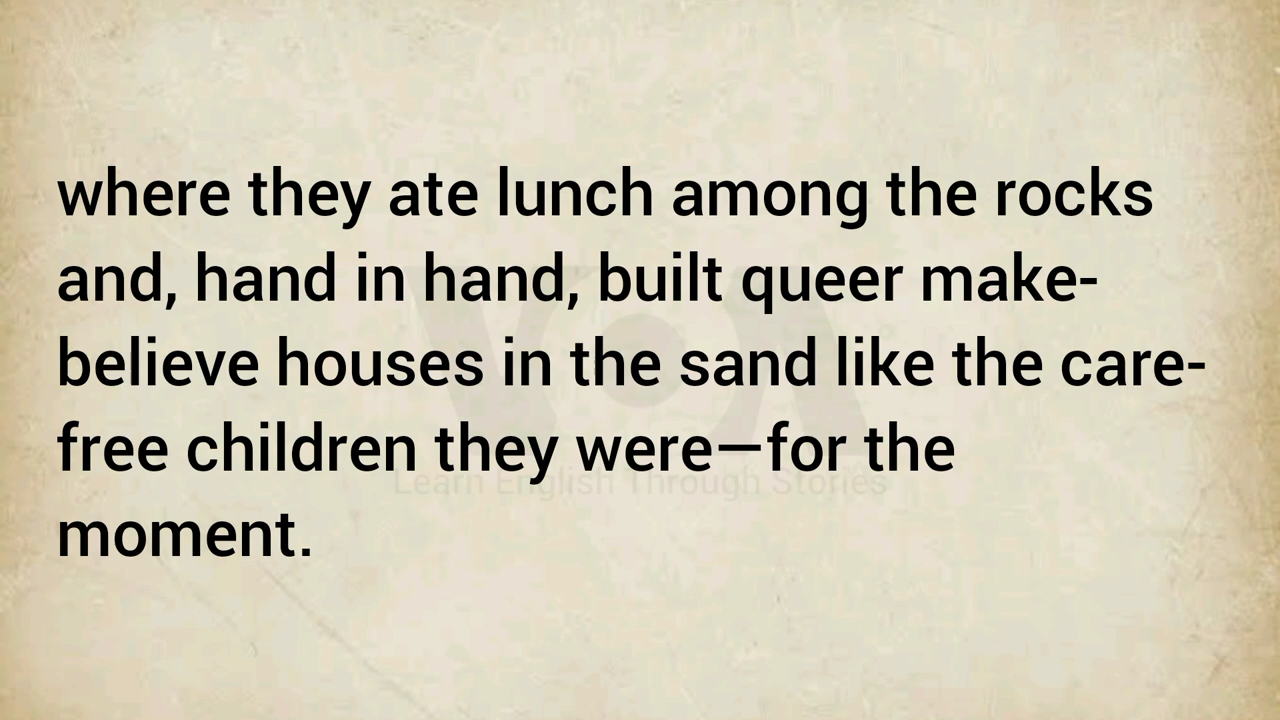 where they ate lunch among the rocks
and, hand in hand, built queer make-
believe houses in the sand like the care-
free children they were—for the
moment.
VOA
Learn English Through Stories